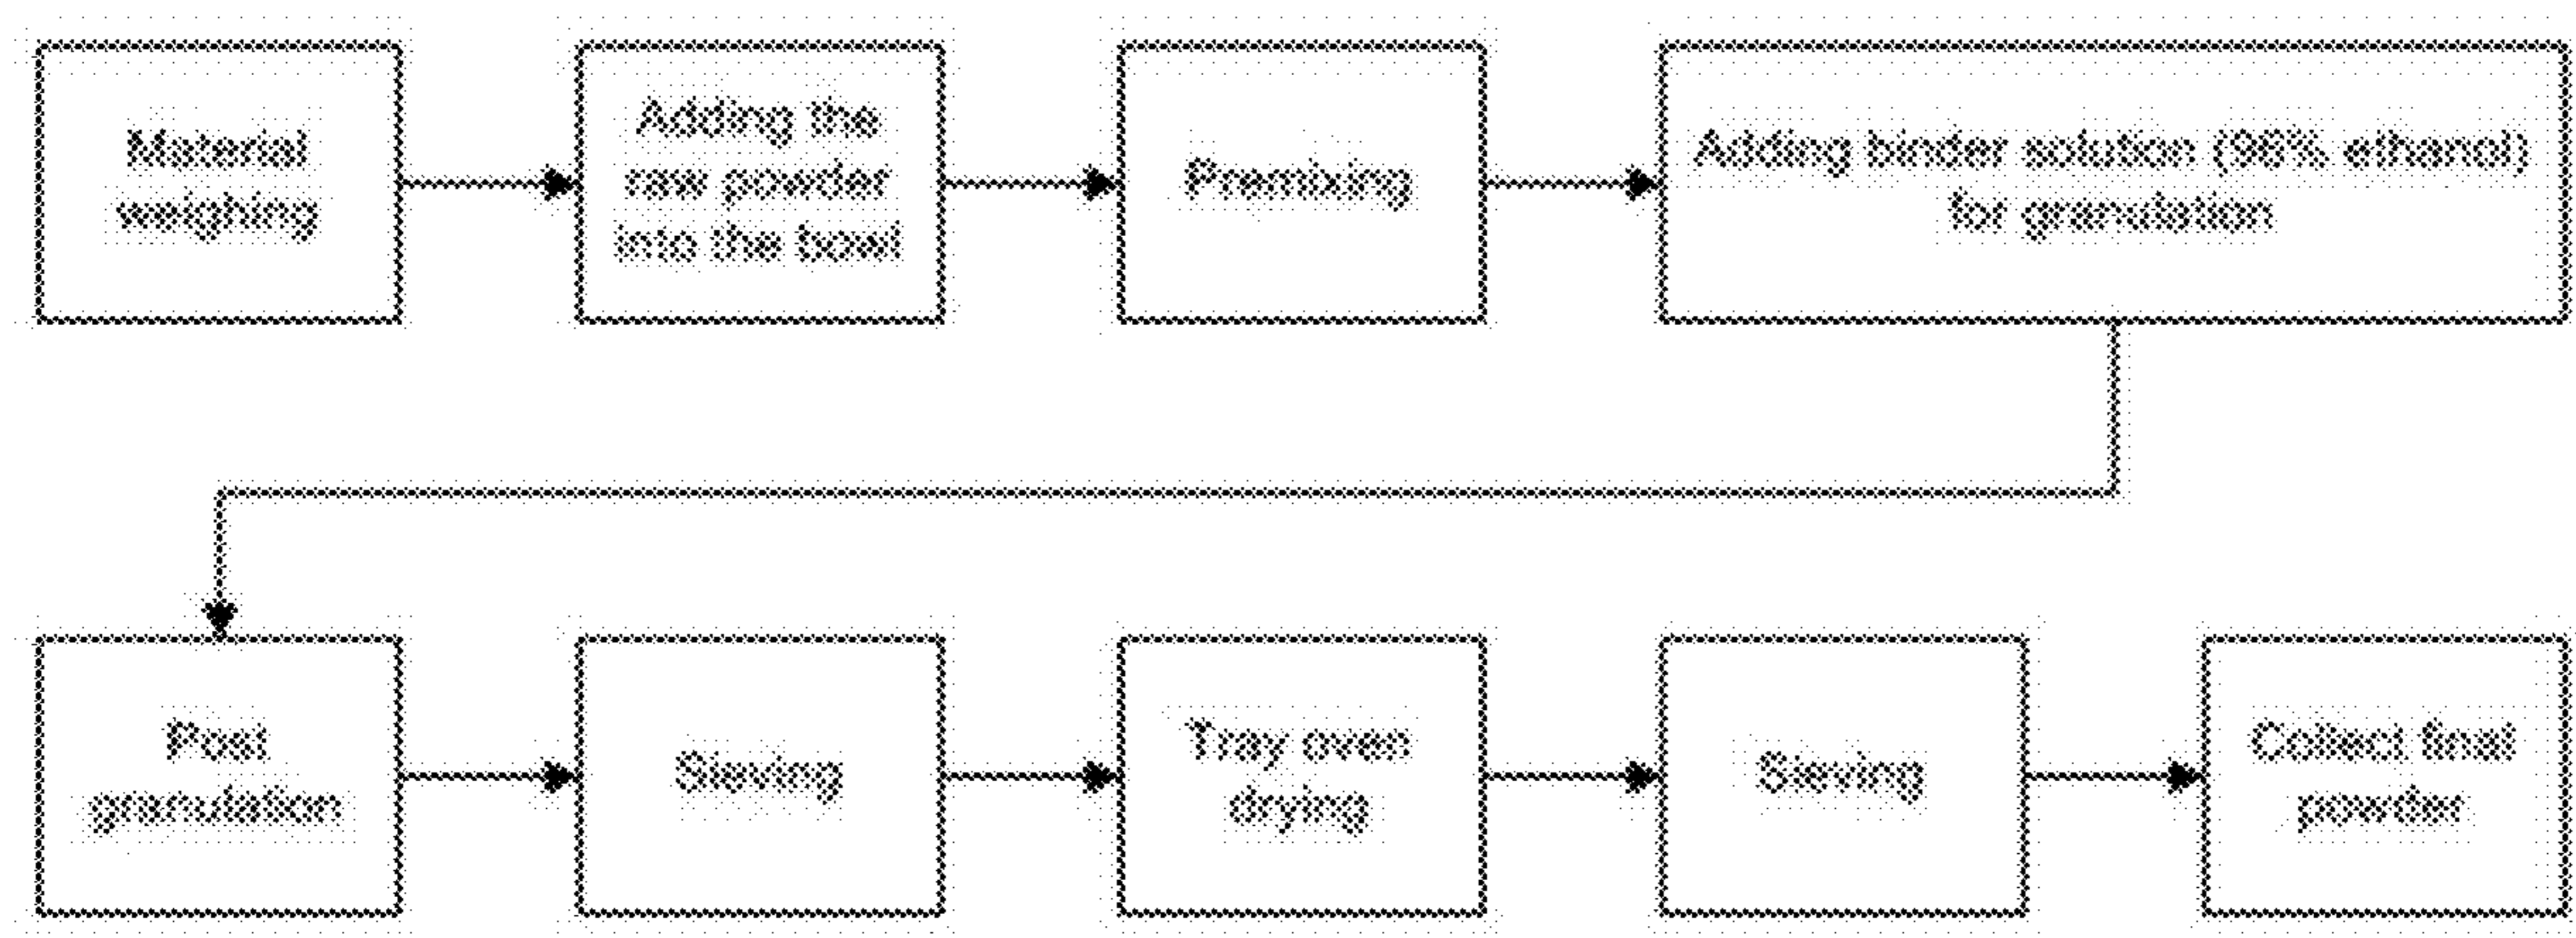 Material
weighing
Adding the
raw powder
into the bowl
Premixing
Adding binder solution (98% ethanol)
for granulation
Post
granulation
Sieving
Tray oven
drying
Sieving
Collect final
powder